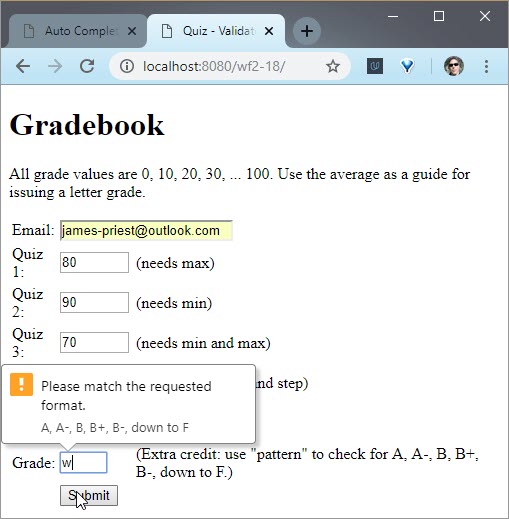 Auto Complet
Quiz - Validat
localhost:8080/wf2-18/
Gradebook
All grade values are 0, 10, 20, 30, ... 100. Use the average as a guide for
issuing a letter grade.
Email: james-priest@outlook.com
Quiz
1: 80 (needs max)
Quiz
2: 90 (needs min)
Quiz
3: 70 (needs min and max)
nd step)
Please match the requested
format.
A, A-, B, B+, B-, down to F
Grade: w (Extra credit: use "pattern" to check for A, A-, B, B+,
B-, down to F.)
Submit